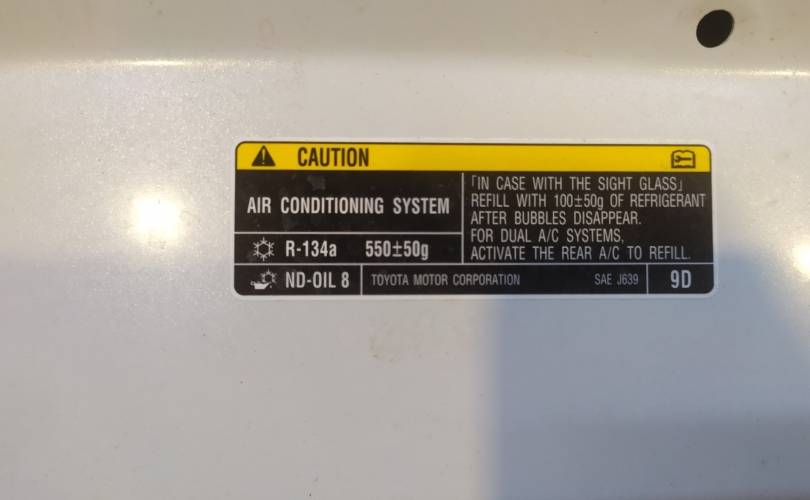 CAUTION
AIR CONDITIONING SYSTEM
R-134a 550±50g
「IN CASE WITH THE SIGHT GLASS」
REFILL WITH 100±50g OF REFRIGERANT
AFTER BUBBLES DISAPPEAR.
FOR DUAL A/C SYSTEMS,
ACTIVATE THE REAR A/C TO REFILL.
ND-OIL 8 TOYOTA MOTOR CORPORATION SAE J639 9D